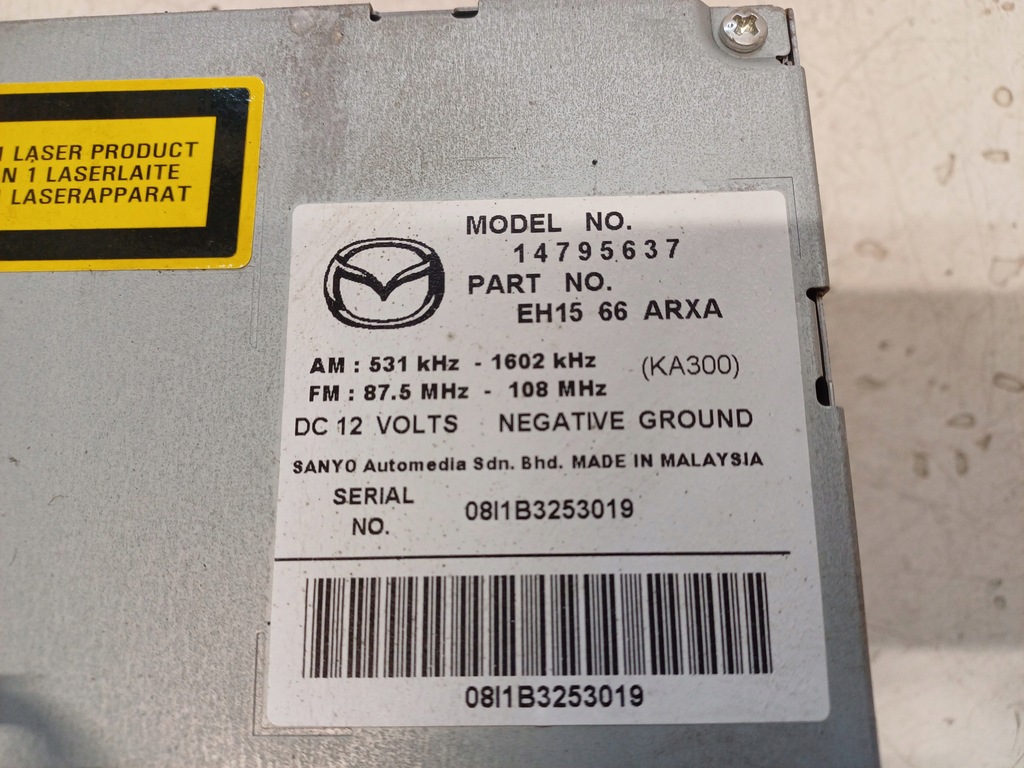 LASER PRODUCT
N 1 LASERLAITE
LASERAPPARAT
MODEL NO.
14795637
PART NO.
EH15 66 ARXA
AM : 531 kHz - 1602 kHz (KA300)
FM : 87.5 MHz - 108 MHz
DC 12 VOLTS NEGATIVE GROUND
SANYO Automedia Sdn. Bhd. MADE IN MALAYSIA
SERIAL NO. 08I1B3253019
08I1B3253019